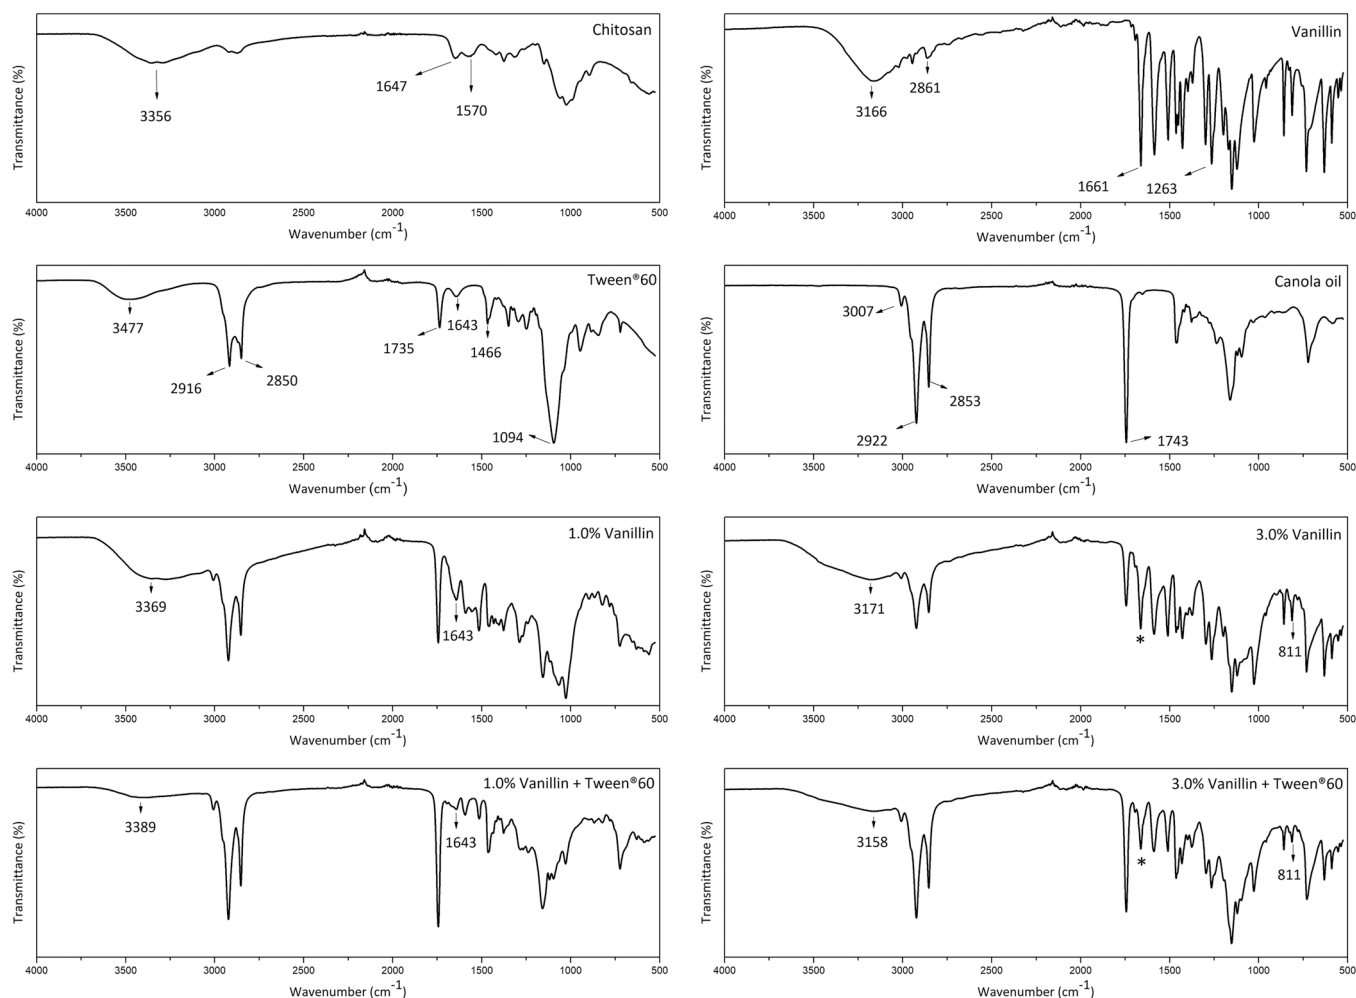 Chitosan
Transmittance (%)
3356
1647
1570
4000 3500 3000 2500 2000 1500 1000 500
Wavenumber (cm-1)
Vanillin
Transmittance (%)
3166
2861
1661
1263
4000 3500 3000 2500 2000 1500 1000 500
Wavenumber (cm-1)
Tween®60
Transmittance (%)
3477
2916
2850
1735
1643
1466
1094
4000 3500 3000 2500 2000 1500 1000 500
Wavenumber (cm-1)
Canola oil
Transmittance (%)
3007
2922
2853
1743
4000 3500 3000 2500 2000 1500 1000 500
Wavenumber (cm-1)
1.0% Vanillin
Transmittance (%)
3369
1643
4000 3500 3000 2500 2000 1500 1000 500
Wavenumber (cm-1)
3.0% Vanillin
Transmittance (%)
3171
*
811
4000 3500 3000 2500 2000 1500 1000 500
Wavenumber (cm-1)
1.0% Vanillin + Tween®60
Transmittance (%)
3389
1643
4000 3500 3000 2500 2000 1500 1000 500
Wavenumber (cm-1)
3.0% Vanillin + Tween®60
Transmittance (%)
3158
*
811
4000 3500 3000 2500 2000 1500 1000 500
Wavenumber (cm-1)